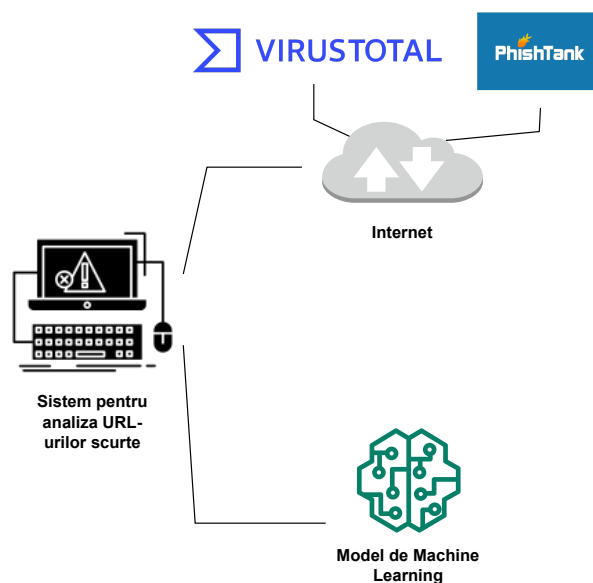 VIRUSTOTAL
PhishTank
Internet
Sistem pentru
analiza URL-
urilor scurte
Model de Machine
Learning